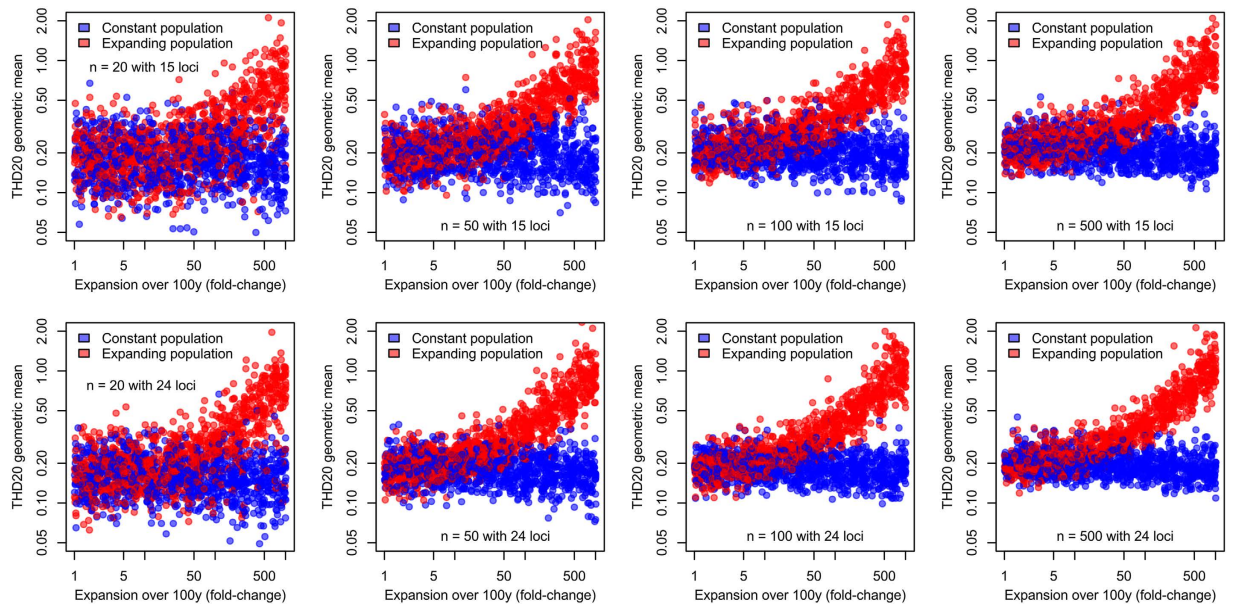 Constant population
Expanding population
n = 20 with 15 loci
THD20 geometric mean
2.00
1.00
0.50
0.20
0.10
0.05
1 5 50 500
Expansion over 100y (fold-change)
Constant population
Expanding population
n = 50 with 15 loci
THD20 geometric mean
2.00
1.00
0.50
0.20
0.10
0.05
1 5 50 500
Expansion over 100y (fold-change)
Constant population
Expanding population
n = 100 with 15 loci
THD20 geometric mean
2.00
1.00
0.50
0.20
0.10
0.05
1 5 50 500
Expansion over 100y (fold-change)
Constant population
Expanding population
n = 500 with 15 loci
THD20 geometric mean
2.00
1.00
0.50
0.20
0.10
0.05
1 5 50 500
Expansion over 100y (fold-change)
Constant population
Expanding population
n = 20 with 24 loci
THD20 geometric mean
2.00
1.00
0.50
0.20
0.10
0.05
1 5 50 500
Expansion over 100y (fold-change)
Constant population
Expanding population
n = 50 with 24 loci
THD20 geometric mean
2.00
1.00
0.50
0.20
0.10
0.05
1 5 50 500
Expansion over 100y (fold-change)
Constant population
Expanding population
n = 100 with 24 loci
THD20 geometric mean
2.00
1.00
0.50
0.20
0.10
0.05
1 5 50 500
Expansion over 100y (fold-change)
Constant population
Expanding population
n = 500 with 24 loci
THD20 geometric mean
2.00
1.00
0.50
0.20
0.10
0.05
1 5 50 500
Expansion over 100y (fold-change)